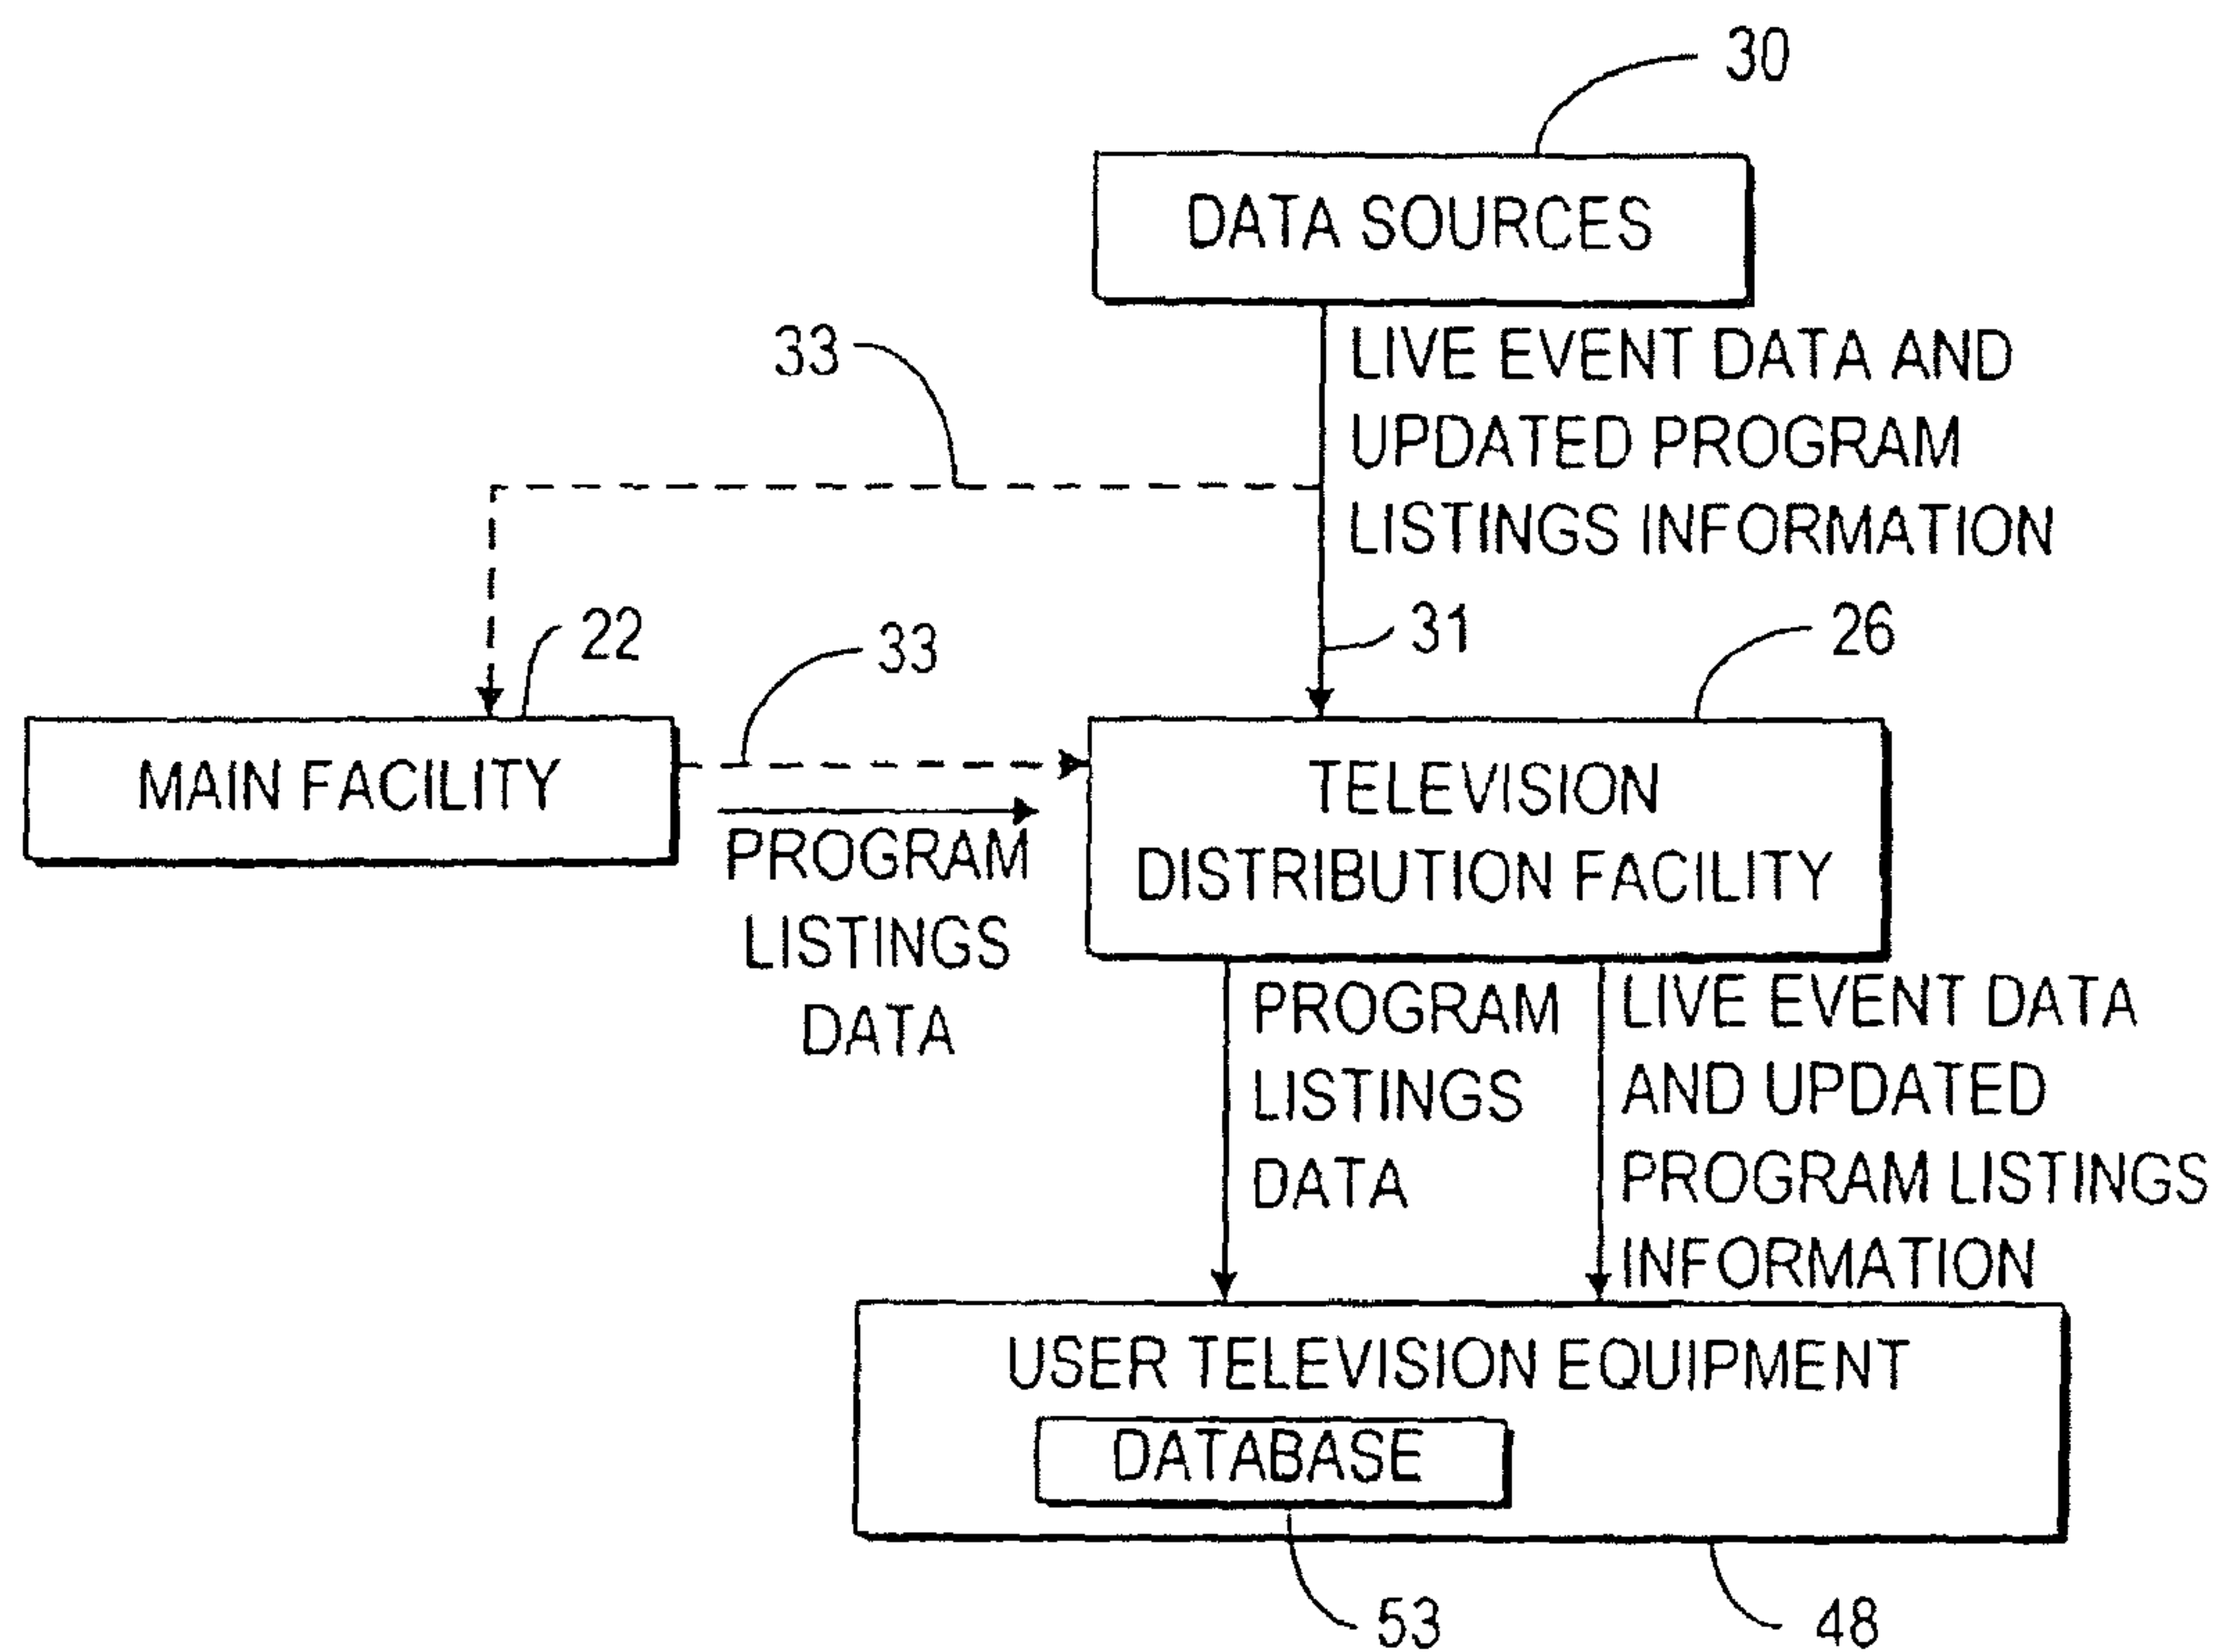 30
DATA SOURCES
33
LIVE EVENT DATA AND
UPDATED PROGRAM
LISTINGS INFORMATION
22
33
31
26
MAIN FACILITY
PROGRAM
LISTINGS
DATA
TELEVISION
DISTRIBUTION FACILITY
PROGRAM
LISTINGS
DATA
LIVE EVENT DATA
AND UPDATED
PROGRAM LISTINGS
INFORMATION
USER TELEVISION EQUIPMENT
DATABASE
53
48